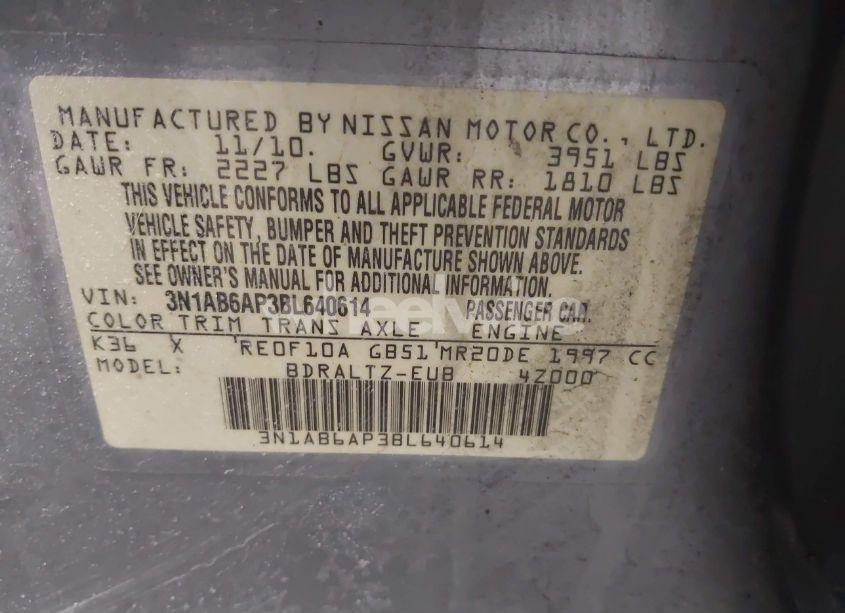 MANUFACTURED BY NISSAN MOTOR CO., LTD.
DATE: 11/10. GVWR: 3951 LBS
GAWR FR: 2227 LBS GAWR RR: 1810 LBS
THIS VEHICLE CONFORMS TO ALL APPLICABLE FEDERAL MOTOR
VEHICLE SAFETY, BUMPER AND THEFT PREVENTION STANDARDS
IN EFFECT ON THE DATE OF MANUFACTURE SHOWN ABOVE.
SEE OWNER'S MANUAL FOR ADDITIONAL INFORMATION.
VIN: 3N1AB6AP3BL640614 PASSENGER CAR.
COLOR TRIM TRANS AXLE ENGINE
K36 X RE0F10A GB51 MR20DE 1997 CC
MODEL: BDRALTZ-EUB 4Z000
3N1AB6AP3BL640614